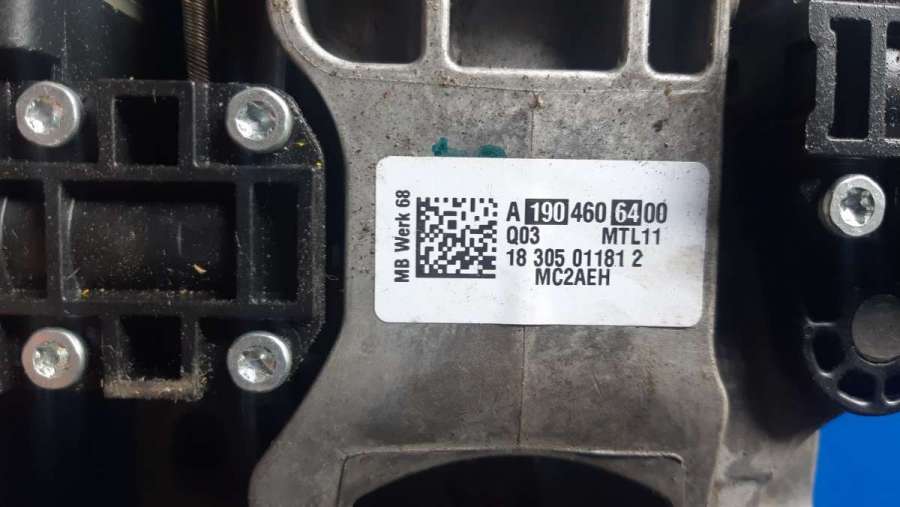 MB Werk 68
A 190 460 64 00
Q03 MTL11
18 305 01181 2
MC2AEH